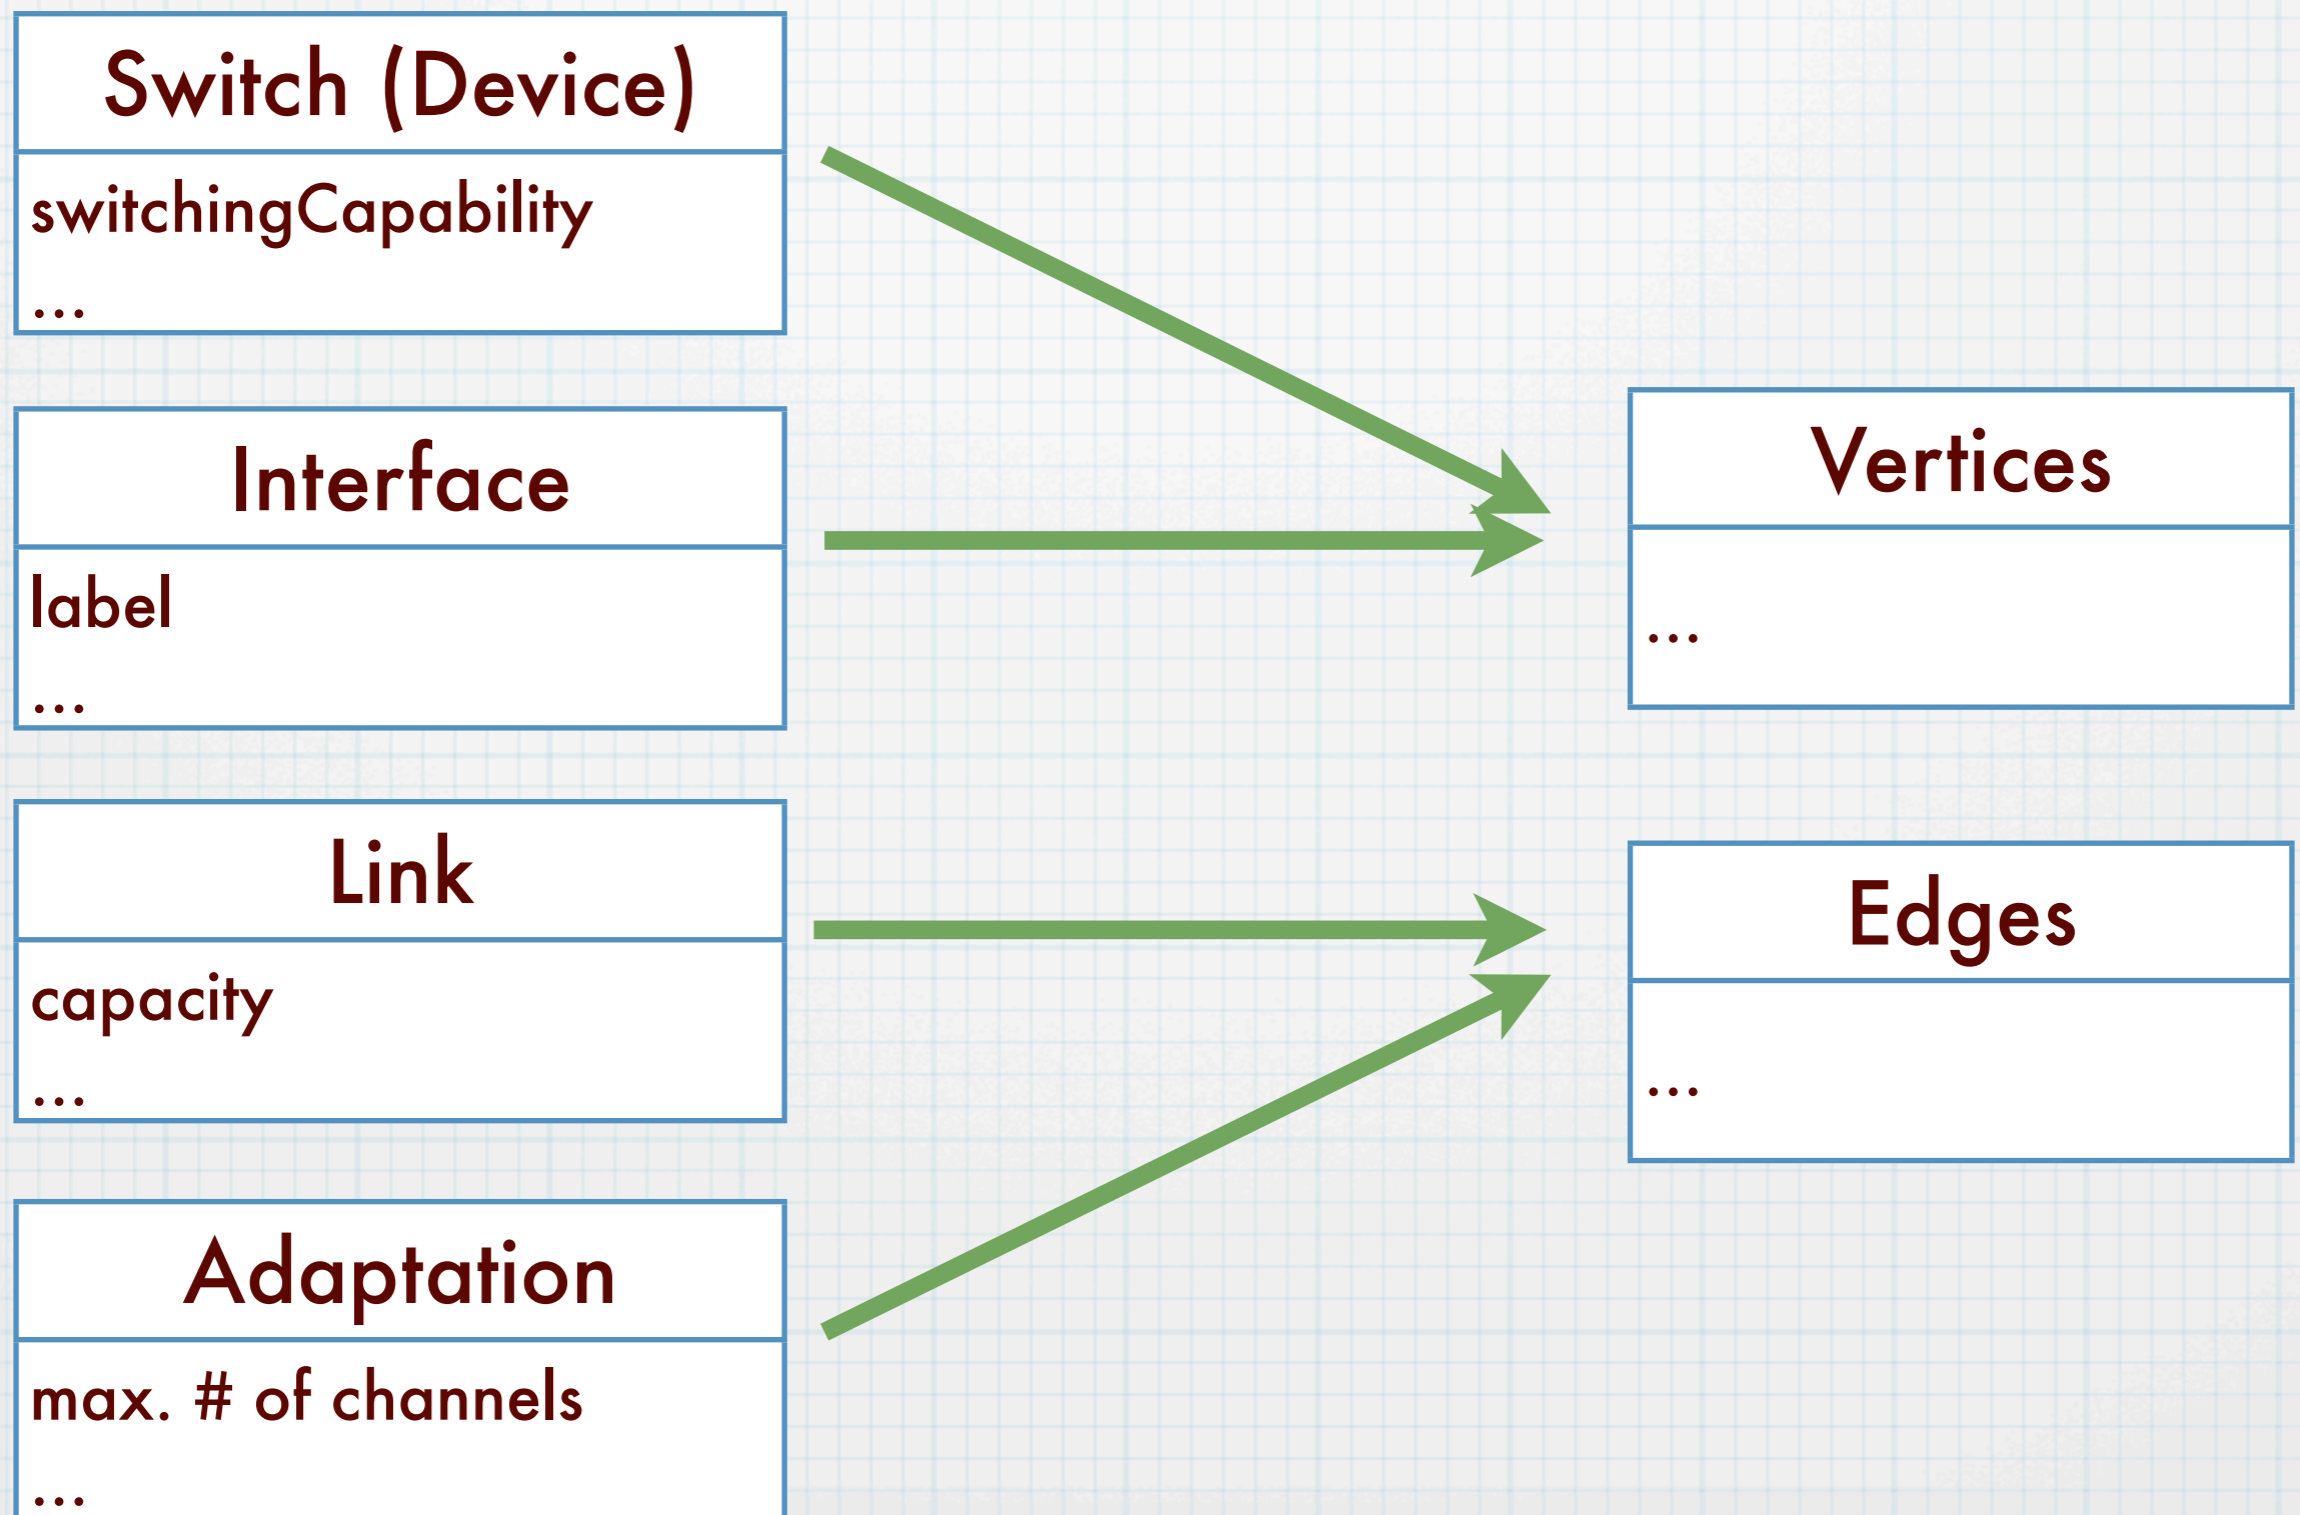 Switch (Device)
switchingCapability
...
Interface
label
...
Link
capacity
...
Adaptation
max. # of channels
...
Vertices
...
Edges
...